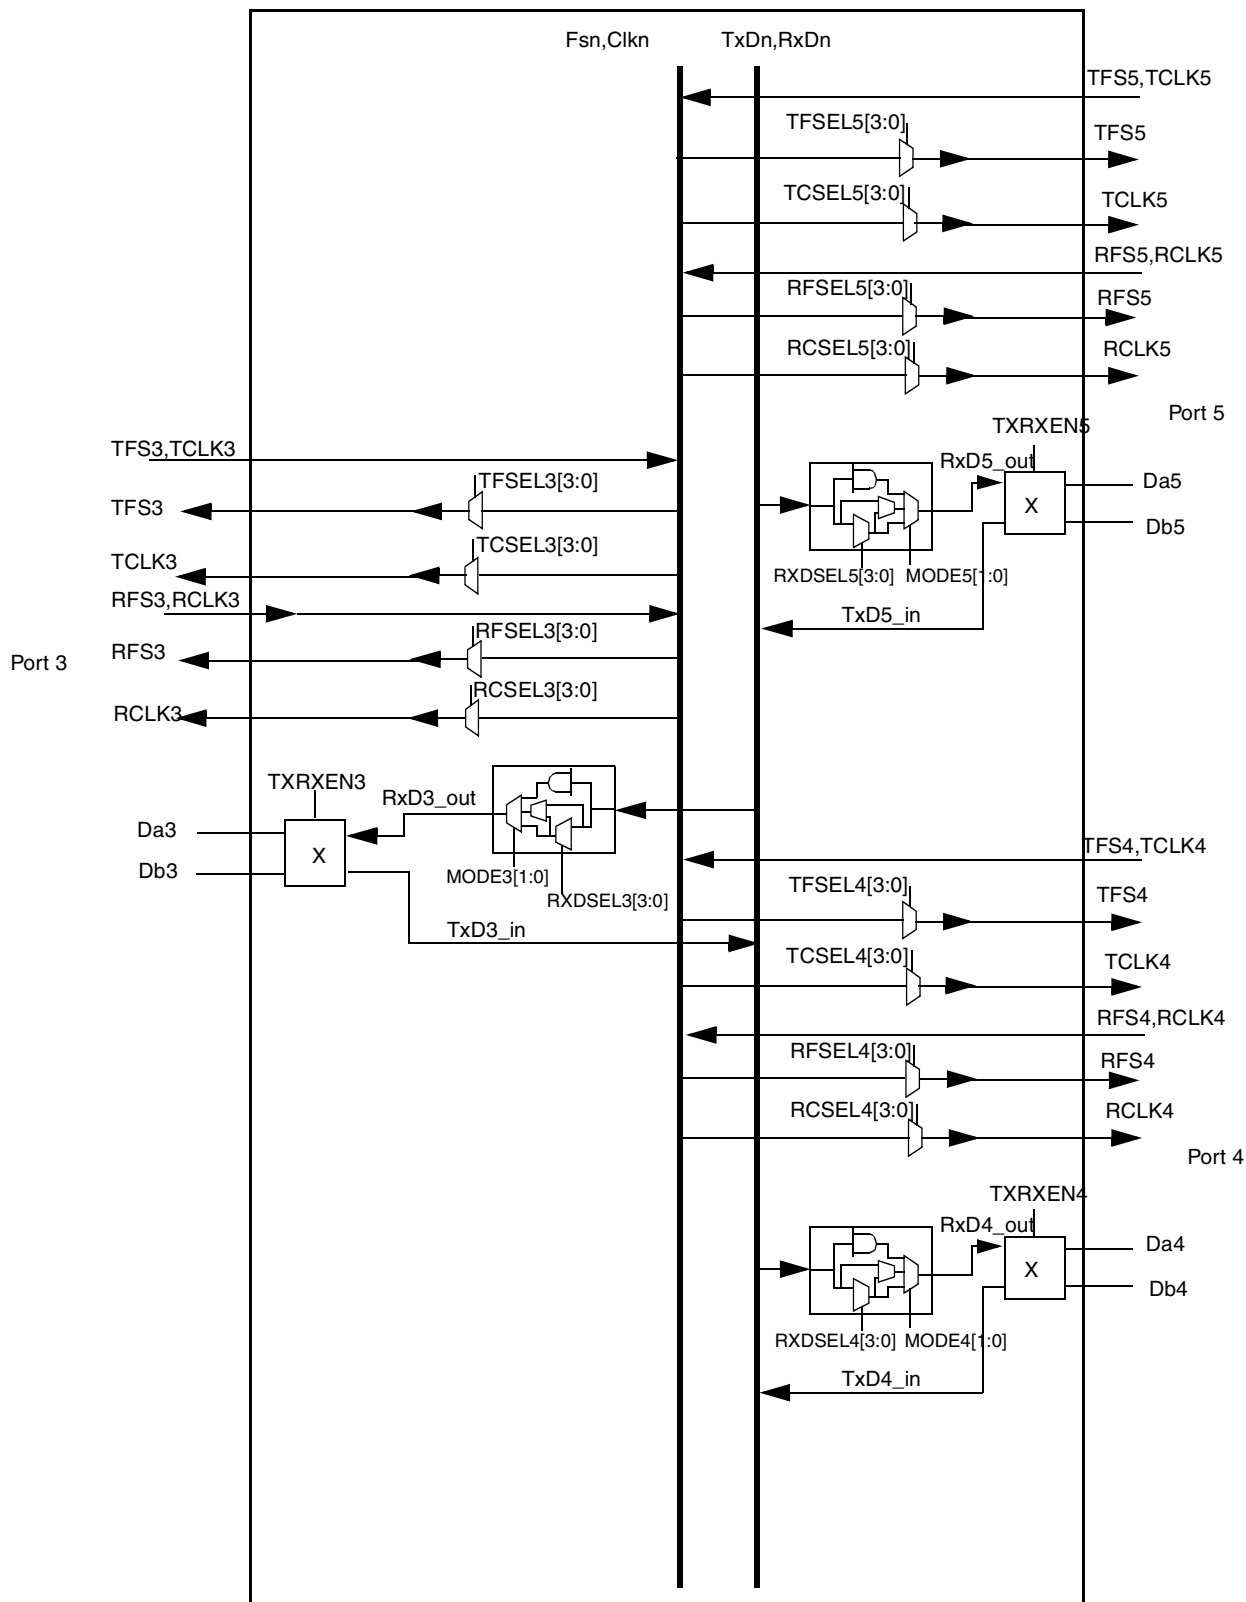 Fsn,Clkn
TxDn,RxDn
TFS5,TCLK5
TFSEL5[3:0]
TFS5
TCSEL5[3:0]
TCLK5
RFS5,RCLK5
RFSEL5[3:0]
RFS5
RCSEL5[3:0]
RCLK5
Port 5
TXRXEN5
RxD5_out
Da5
X
Db5
RXDSEL5[3:0]
MODE5[1:0]
TxD5_in
TFS3,TCLK3
TFSEL3[3:0]
TFS3
TCSEL3[3:0]
TCLK3
RFS3,RCLK3
RFSEL3[3:0]
RFS3
Port 3
RCSEL3[3:0]
RCLK3
TXRXEN3
RxD3_out
Da3
X
Db3
MODE3[1:0]
RXDSEL3[3:0]
TxD3_in
TFS4,TCLK4
TFSEL4[3:0]
TFS4
TCSEL4[3:0]
TCLK4
RFS4,RCLK4
RFSEL4[3:0]
RFS4
RCSEL4[3:0]
RCLK4
Port 4
TXRXEN4
RxD4_out
Da4
X
Db4
RXDSEL4[3:0]
MODE4[1:0]
TxD4_in